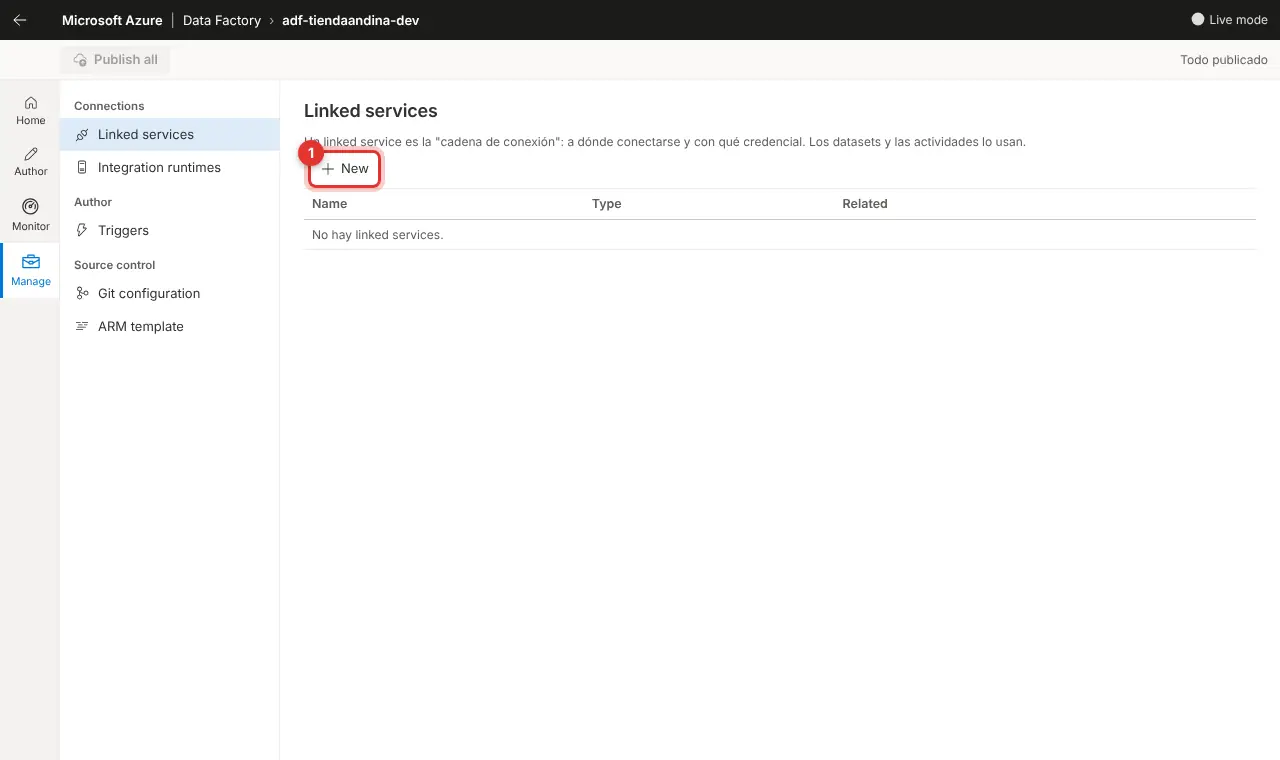 Microsoft Azure | Data Factory › adf-tiendaandina-dev
Live mode
Publish all
Todo publicado
Home
Author
Monitor
Manage
Connections
Linked services
Integration runtimes
Author
Triggers
Source control
Git configuration
ARM template
Linked services
Un linked service es la "cadena de conexión": a dónde conectarse y con qué credencial. Los datasets y las actividades lo usan.
1
New
Name Type Related
No hay linked services.